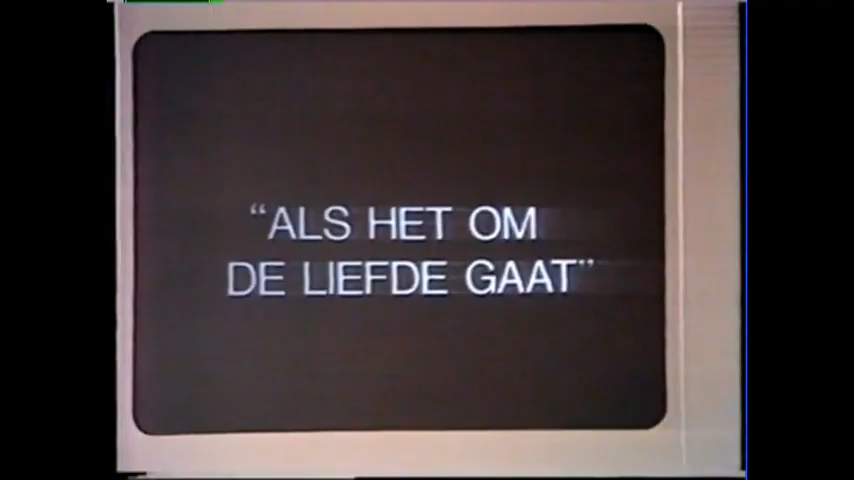 “ALS HET OM
DE LIEFDE GAAT”